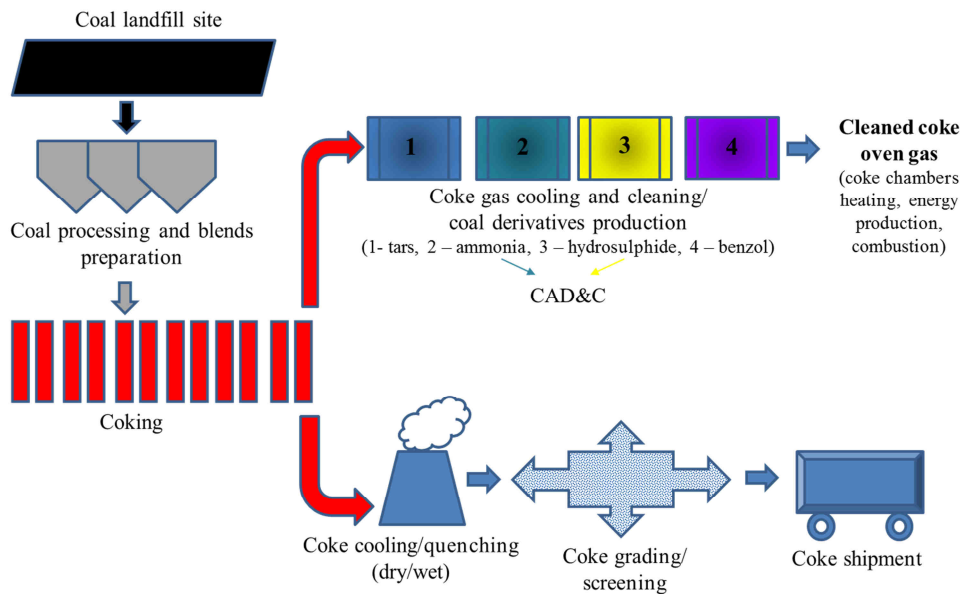 Coal landfill site
Coal processing and blends
preparation
Coking
1
2
3
4
Coke gas cooling and cleaning/
coal derivatives production
(1- tars, 2 – ammonia, 3 – hydrosulphide, 4 – benzol)
CAD&C
Cleaned coke
oven gas
(coke chambers
heating, energy
production,
combustion)
Coke cooling/quenching
(dry/wet)
Coke grading/
screening
Coke shipment